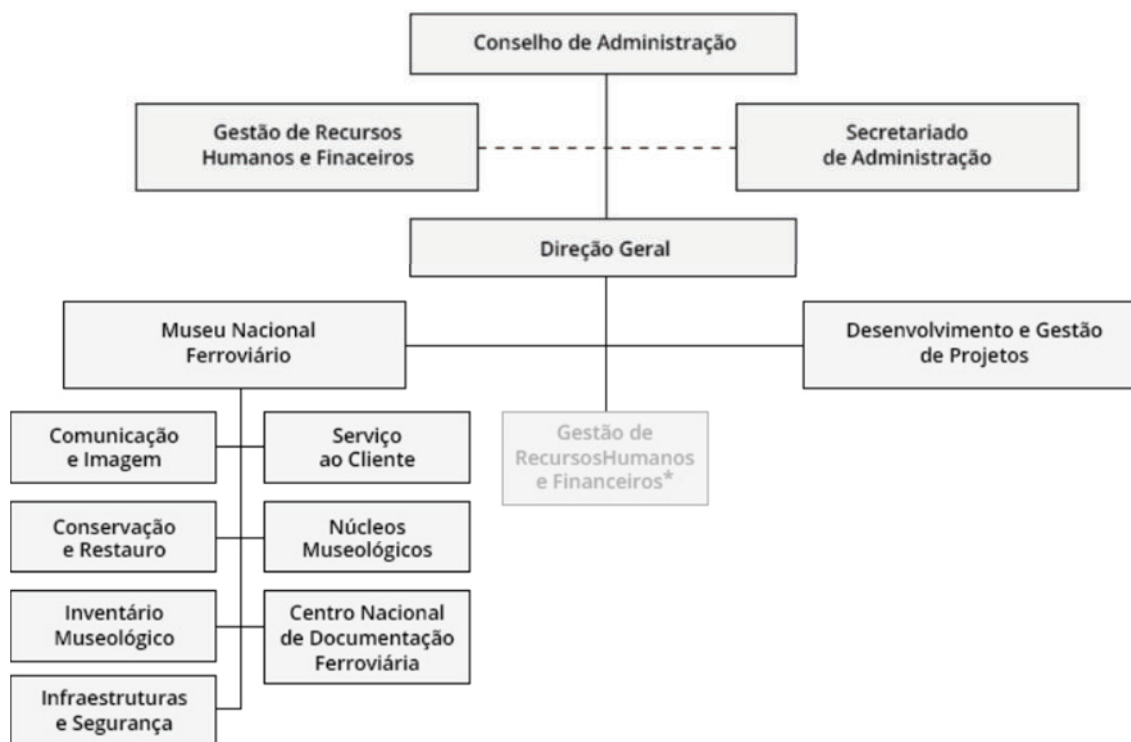 Conselho de Administração
Gestão de Recursos
Humanos e Finaceiros
Secretariado
de Administração
Direção Geral
Museu Nacional
Ferroviário
Desenvolvimento e Gestão
de Projetos
Comunicação
e Imagem
Serviço
ao Cliente
Gestão de
RecursosHumanos
e Financeiros*
Conservação
e Restauro
Núcleos
Museológicos
Inventário
Museológico
Centro Nacional
de Documentação
Ferroviária
Infraestruturas
e Segurança